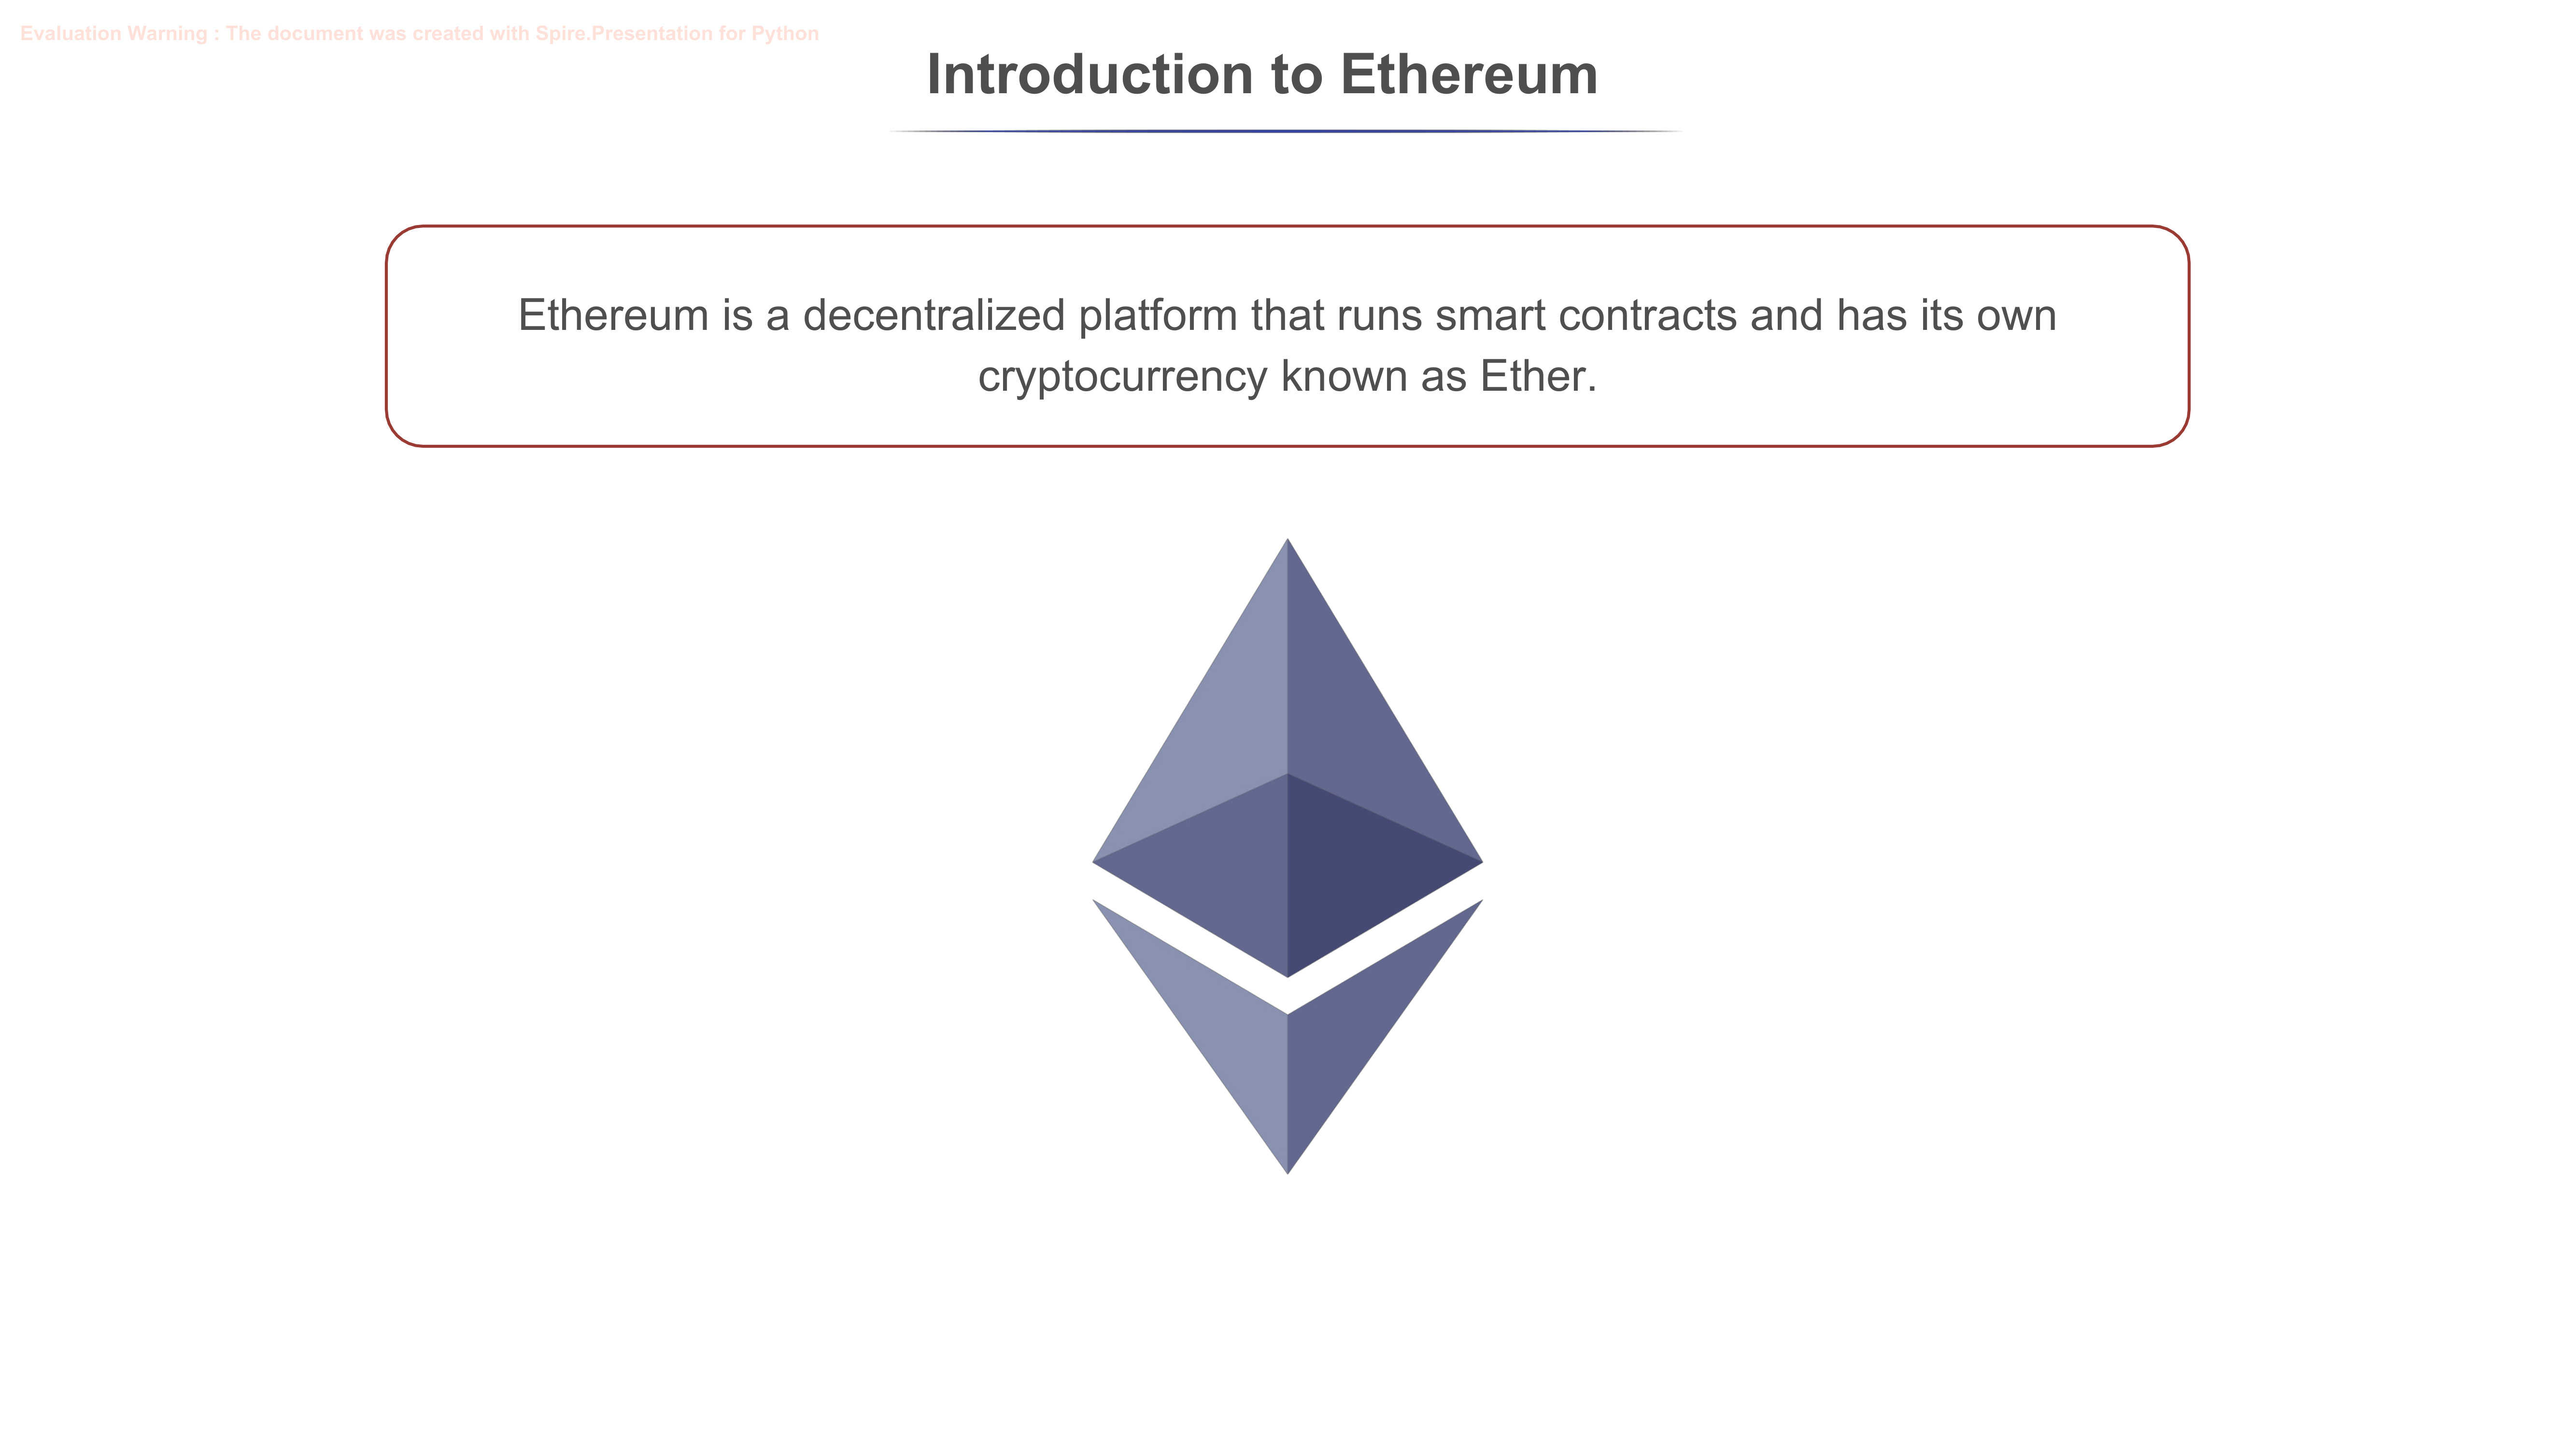 Evaluation Warning : The document was created with Spire.Presentation for Python
Introduction to Ethereum
Ethereum is a decentralized platform that runs smart contracts and has its own
cryptocurrency known as Ether.